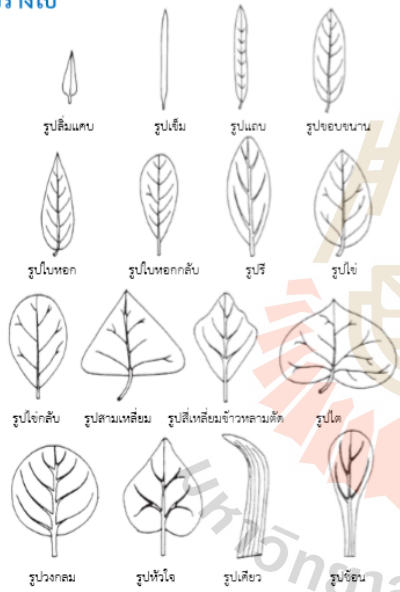 รูปลิ่มแคบ รูปเข็ม รูปแถบ รูปขอบขนาน
รูปใบหอก รูปใบหอกกลับ รูปรี รูปไข่
รูปไข่กลับ รูปสามเหลี่ยม รูปสี่เหลี่ยมข้าวหลามตัด รูปไต
รูปวงกลม รูปหัวใจ รูปเคียว รูปช้อน